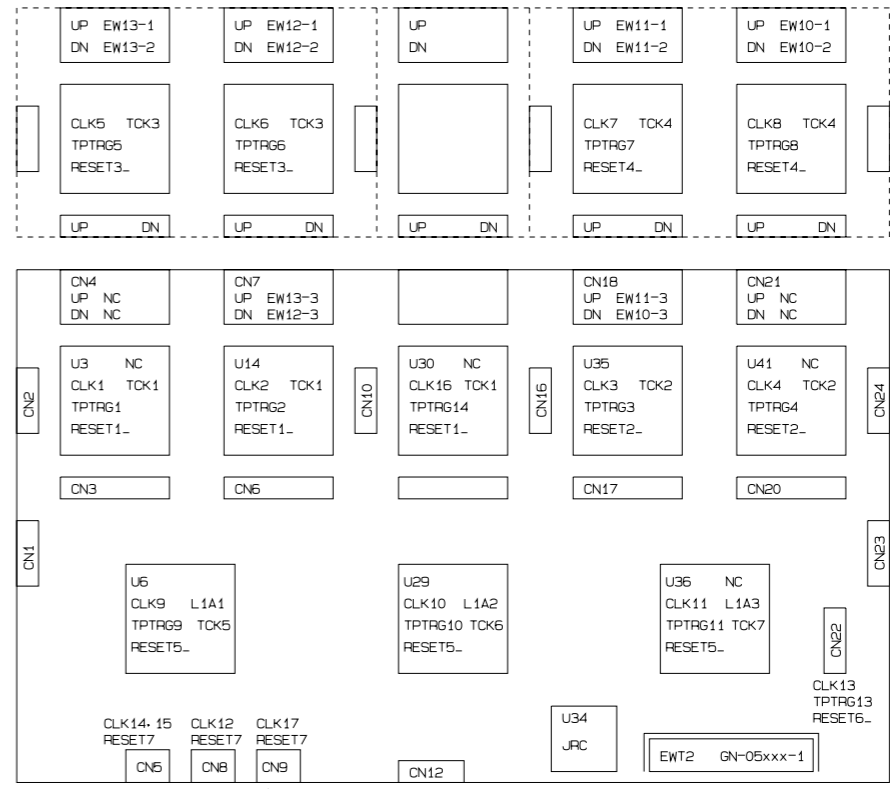 UP EW13-1
DN EW13-2
UP EW12-1
DN EW12-2
UP
DN
UP EW11-1
DN EW11-2
UP EW10-1
DN EW10-2
CLK5 TCK3
TPTRG5
RESET3_
CLK6 TCK3
TPTRG6
RESET3_
CLK7 TCK4
TPTRG7
RESET4_
CLK8 TCK4
TPTRG8
RESET4_
UP DN
UP DN
UP DN
UP DN
UP DN
CN4
UP NC
DN NC
CN7
UP EW13-3
DN EW12-3
CN18
UP EW11-3
DN EW10-3
CN21
UP NC
DN NC
CN2
U3 NC
CLK1 TCK1
TPTRG1
RESET1_
U14
CLK2 TCK1
TPTRG2
RESET1_
CN10
U30 NC
CLK16 TCK1
TPTRG14
RESET1_
CN16
U35
CLK3 TCK2
TPTRG3
RESET2_
U41 NC
CLK4 TCK2
TPTRG4
RESET2_
CN24
CN3
CN6
CN17
CN20
CN1
CN23
U6
CLK9 L1A1
TPTRG9 TCK5
RESET5_
U29
CLK10 L1A2
TPTRG10 TCK6
RESET5_
U36 NC
CLK11 L1A3
TPTRG11 TCK7
RESET5_
CN22
CLK13
TPTRG13
RESET6_
CLK14.15
RESET7
CN5
CLK12
RESET7
CN8
CLK17
RESET7
CN9
CN12
U34
JRC
EWT2 GN-05xxx-1